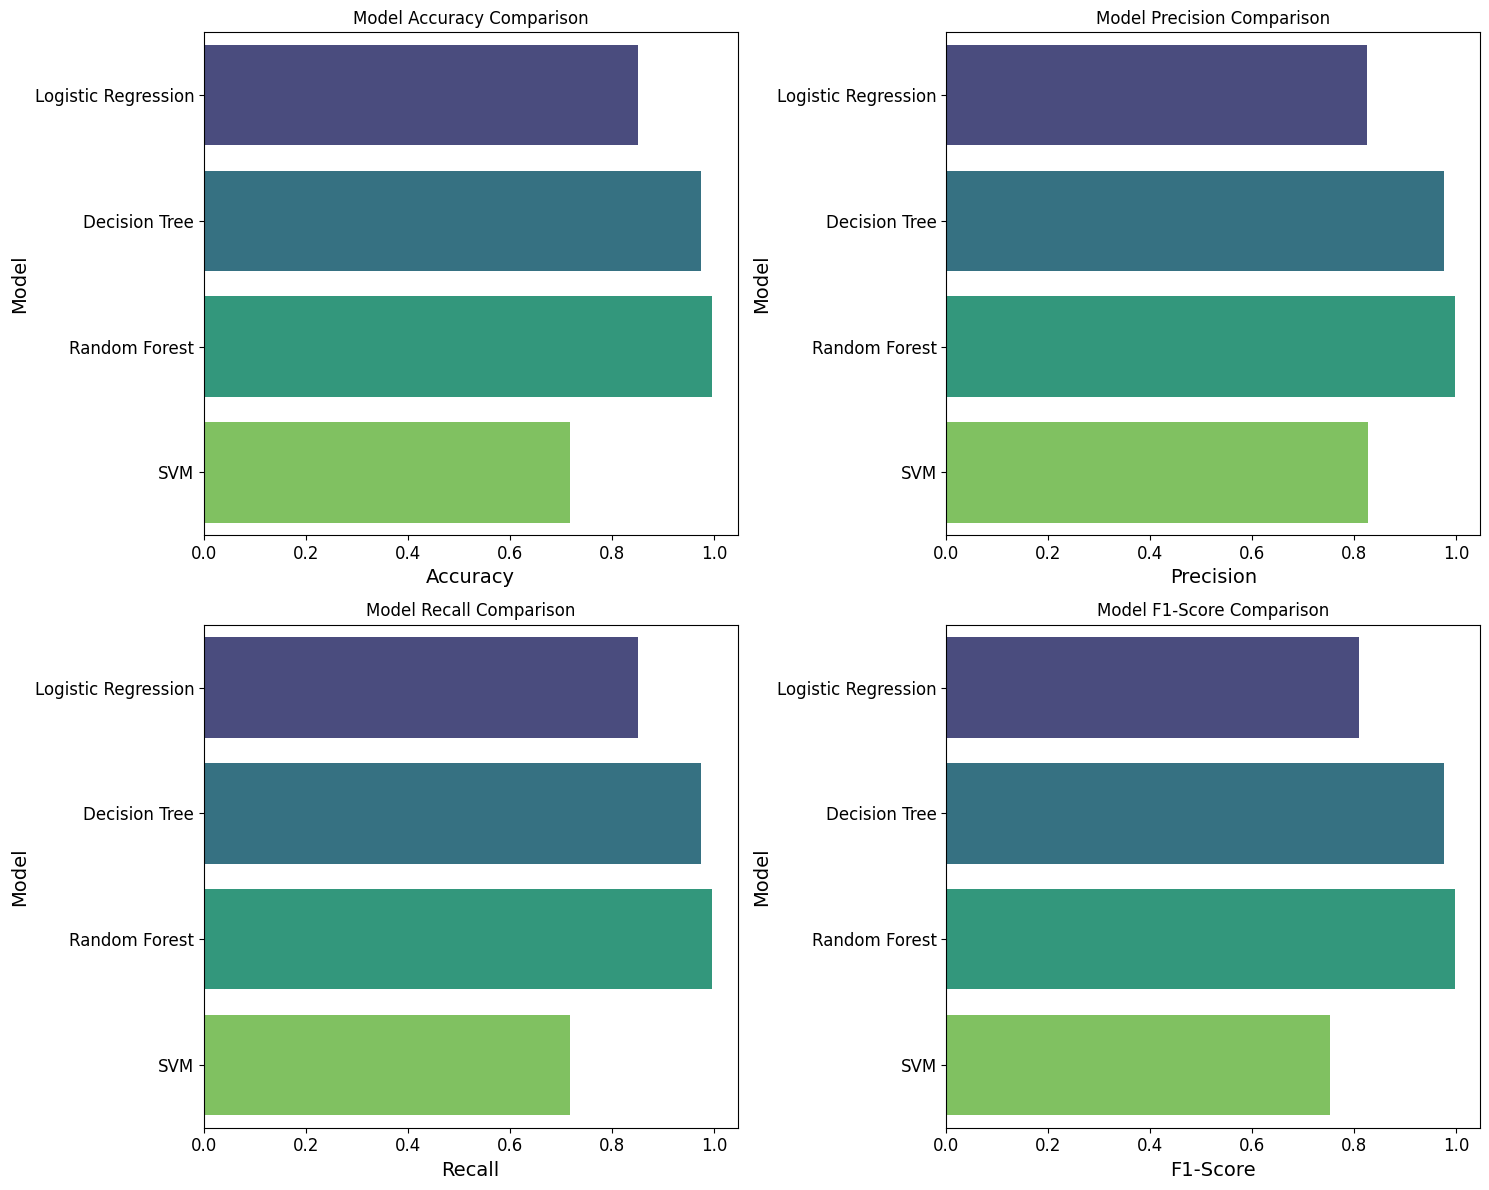 Model Accuracy Comparison
Model
Logistic Regression
Decision Tree
Random Forest
SVM
0.0 0.2 0.4 0.6 0.8 1.0
Accuracy
Model Precision Comparison
Model
Logistic Regression
Decision Tree
Random Forest
SVM
0.0 0.2 0.4 0.6 0.8 1.0
Precision
Model Recall Comparison
Model
Logistic Regression
Decision Tree
Random Forest
SVM
0.0 0.2 0.4 0.6 0.8 1.0
Recall
Model F1-Score Comparison
Model
Logistic Regression
Decision Tree
Random Forest
SVM
0.0 0.2 0.4 0.6 0.8 1.0
F1-Score